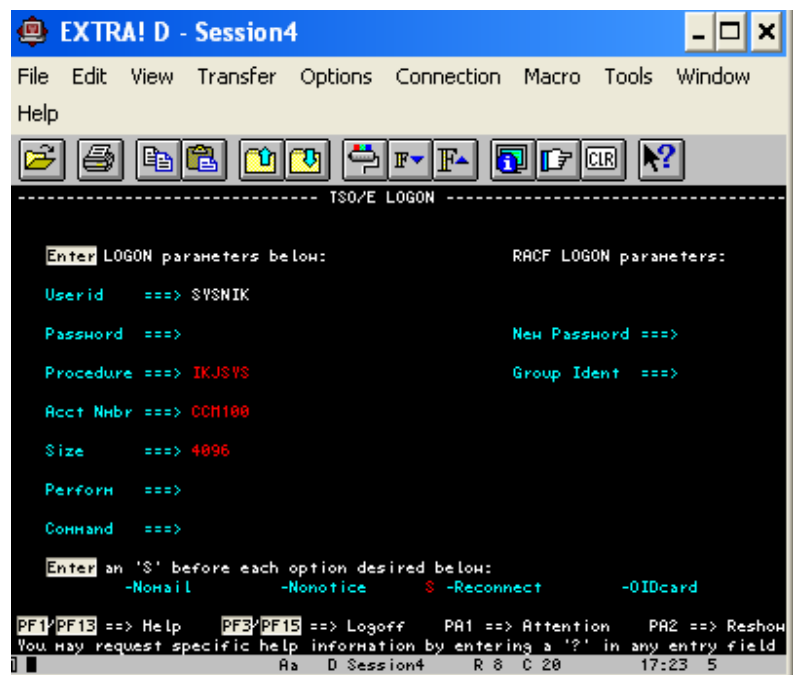 EXTRA! D - Session4
File Edit View Transfer Options Connection Macro Tools Window
Help
CLR
------------------------------- TSO/E LOGON -----------------------------------
Enter LOGON parameters below: RACF LOGON parameters:
Userid ===> SYSNIK
Password ===> New Password ===>
Procedure ===> IKJSYS Group Ident ===>
Acct Nmbr ===> CCM100
Size ===> 4096
Perform ===>
Command ===>
Enter an 'S' before each option desired below:
-Nomail -Nonotice S -Reconnect -OIDcard
PF1/PF13 ==> Help PF3/PF15 ==> Logoff PA1 ==> Attention PA2 ==> Reshow
You may request specific help information by entering a '?' in any entry field
Aa D Session4 R 8 C 20 17:23 5